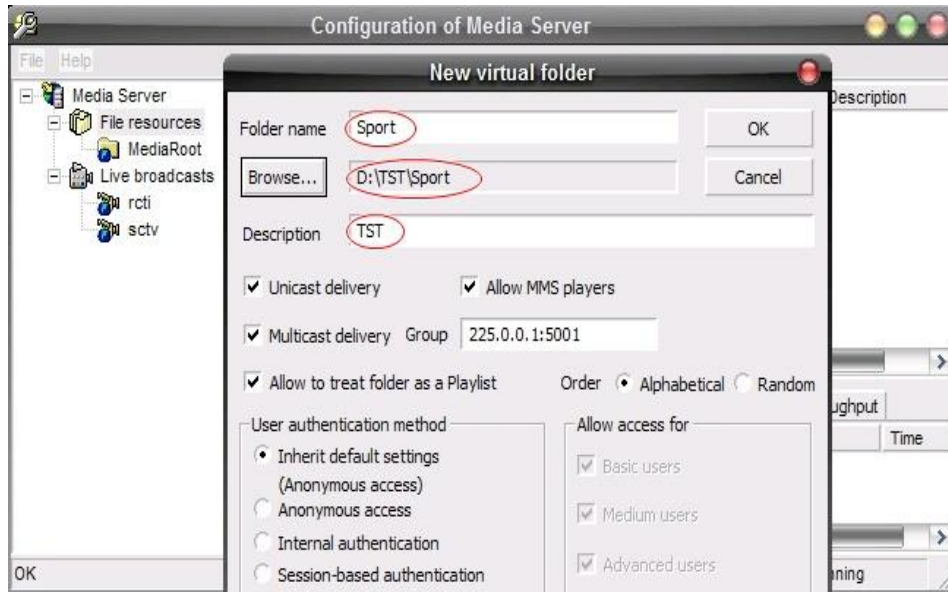 Configuration of Media Server
File Help
Media Server
File resources
MediaRoot
Live broadcasts
rcti
sctv
Description
New virtual folder
Folder name Sport OK
Browse... D:\TST\Sport Cancel
Description TST
Unicast delivery Allow MMS players
Multicast delivery Group 225.0.0.1:5001
Allow to treat folder as a Playlist Order Alphabetical Random
User authentication method
Inherit default settings
(Anonymous access)
Anonymous access
Internal authentication
Session-based authentication
Allow access for
Basic users
Medium users
Advanced users
ughput
Time
OK
nning